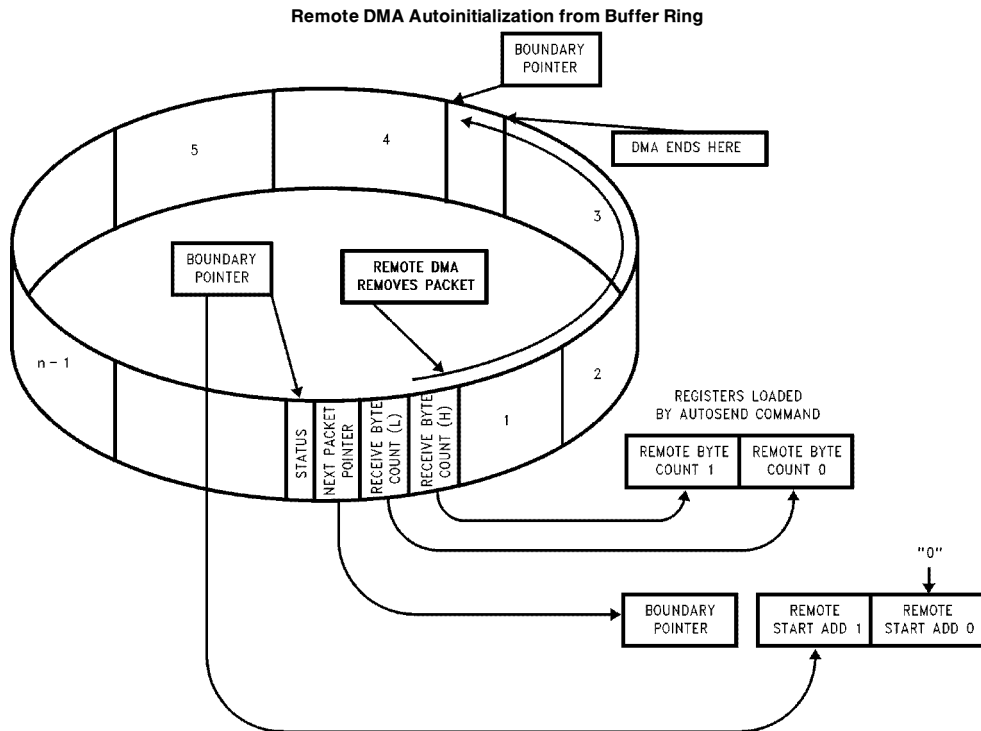 Remote DMA Autoinitialization from Buffer Ring
BOUNDARY
POINTER
DMA ENDS HERE
5
4
3
BOUNDARY
POINTER
REMOTE DMA
REMOVES PACKET
n - 1
STATUS
NEXT PACKET
POINTER
RECEIVE BYTE
COUNT (L)
RECEIVE BYTE
COUNT (H)
1
2
REGISTERS LOADED
BY AUTOSEND COMMAND
REMOTE BYTE
COUNT 1
REMOTE BYTE
COUNT 0
"0"
BOUNDARY
POINTER
REMOTE
START ADD 1
REMOTE
START ADD 0